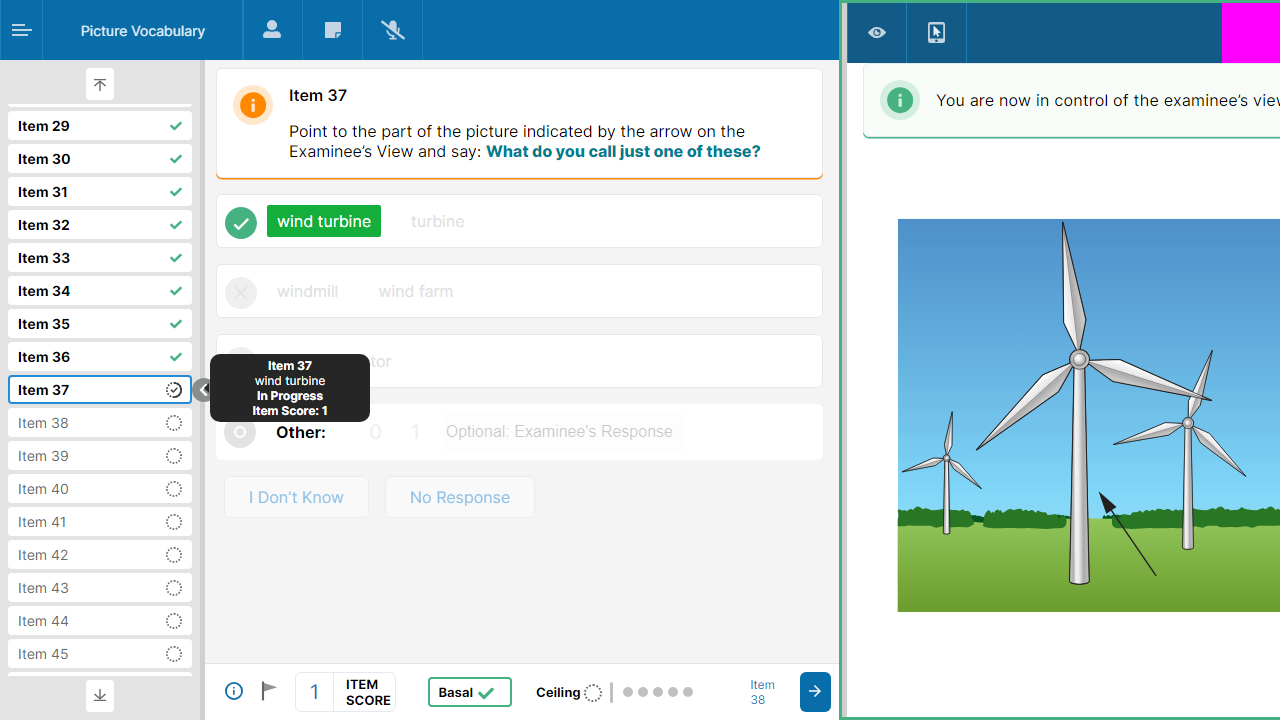 Picture Vocabulary
Item 29
Item 30
Item 31
Item 32
Item 33
Item 34
Item 35
Item 36
Item 37
Item 38
Item 39
Item 40
Item 41
Item 42
Item 43
Item 44
Item 45
Item 37
Point to the part of the picture indicated by the arrow on the
Examinee's View and say: What do you call just one of these?
wind turbine turbine
windmill wind farm
tor
Item 37
wind turbine
In Progress
Item Score: 1
Other: 0 1 Optional: Examinee's Response
I Don't Know No Response
1 ITEM SCORE
Basal
Ceiling
Item 38
You are now in control of the examinee's view